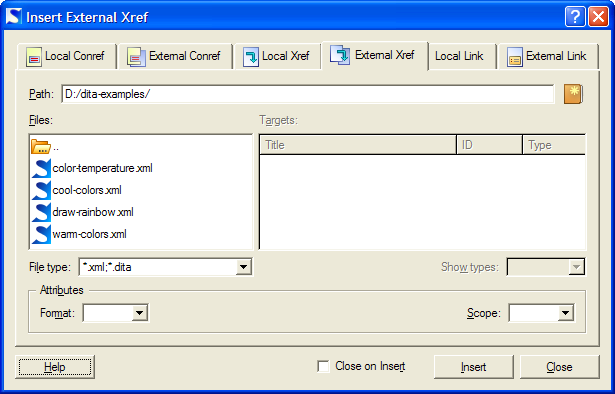 Insert External Xref
Local Conref External Conref Local Xref External Xref Local Link External Link
Path: D:/dita-examples/
Files: Targets:
.. Title ID Type
color-temperature.xml
cool-colors.xml
draw-rainbow.xml
warm-colors.xml
File type: *.xml;*.dita Show types:
Attributes
Format: Scope:
Help Close on Insert Insert Close